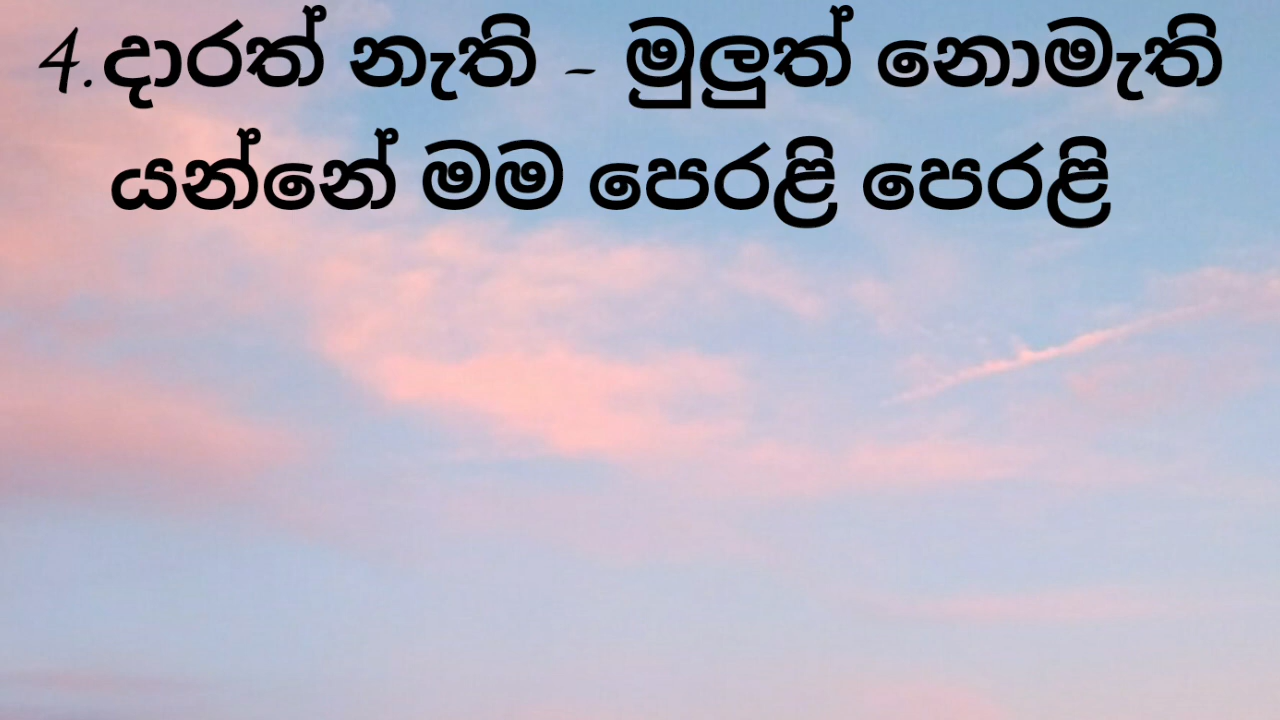 4.දාරත් නැති - මුලුත් නොමැති
යන්නේ මම පෙරළි පෙරළි